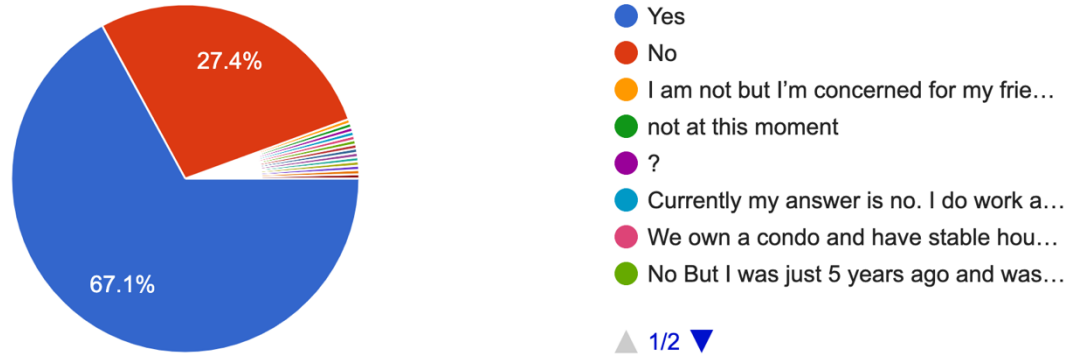 27.4%
67.1%
Yes
No
I am not but I’m concerned for my frie…
not at this moment
?
Currently my answer is no. I do work a…
We own a condo and have stable hou…
No But I was just 5 years ago and was…
1/2